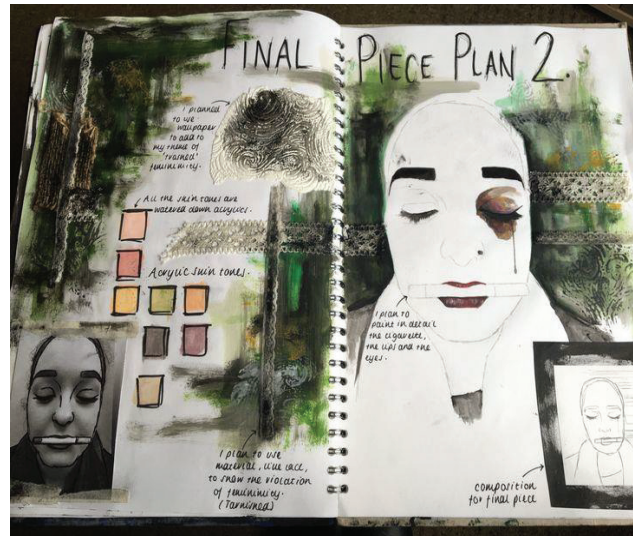 FINAL PIECE PLAN 2.
I planned
to use
wallpaper
to add to
my theme of
'trashed'
femininity.
All the skin tones are
watered down acrylics.
Acrylic skin tones.
I plan to use
material, like lace,
to show the violation
of femininity.
(Tarnished)
I plan to
paint in detail
the cigarette,
the lips and the
eyes.
composition
for final piece